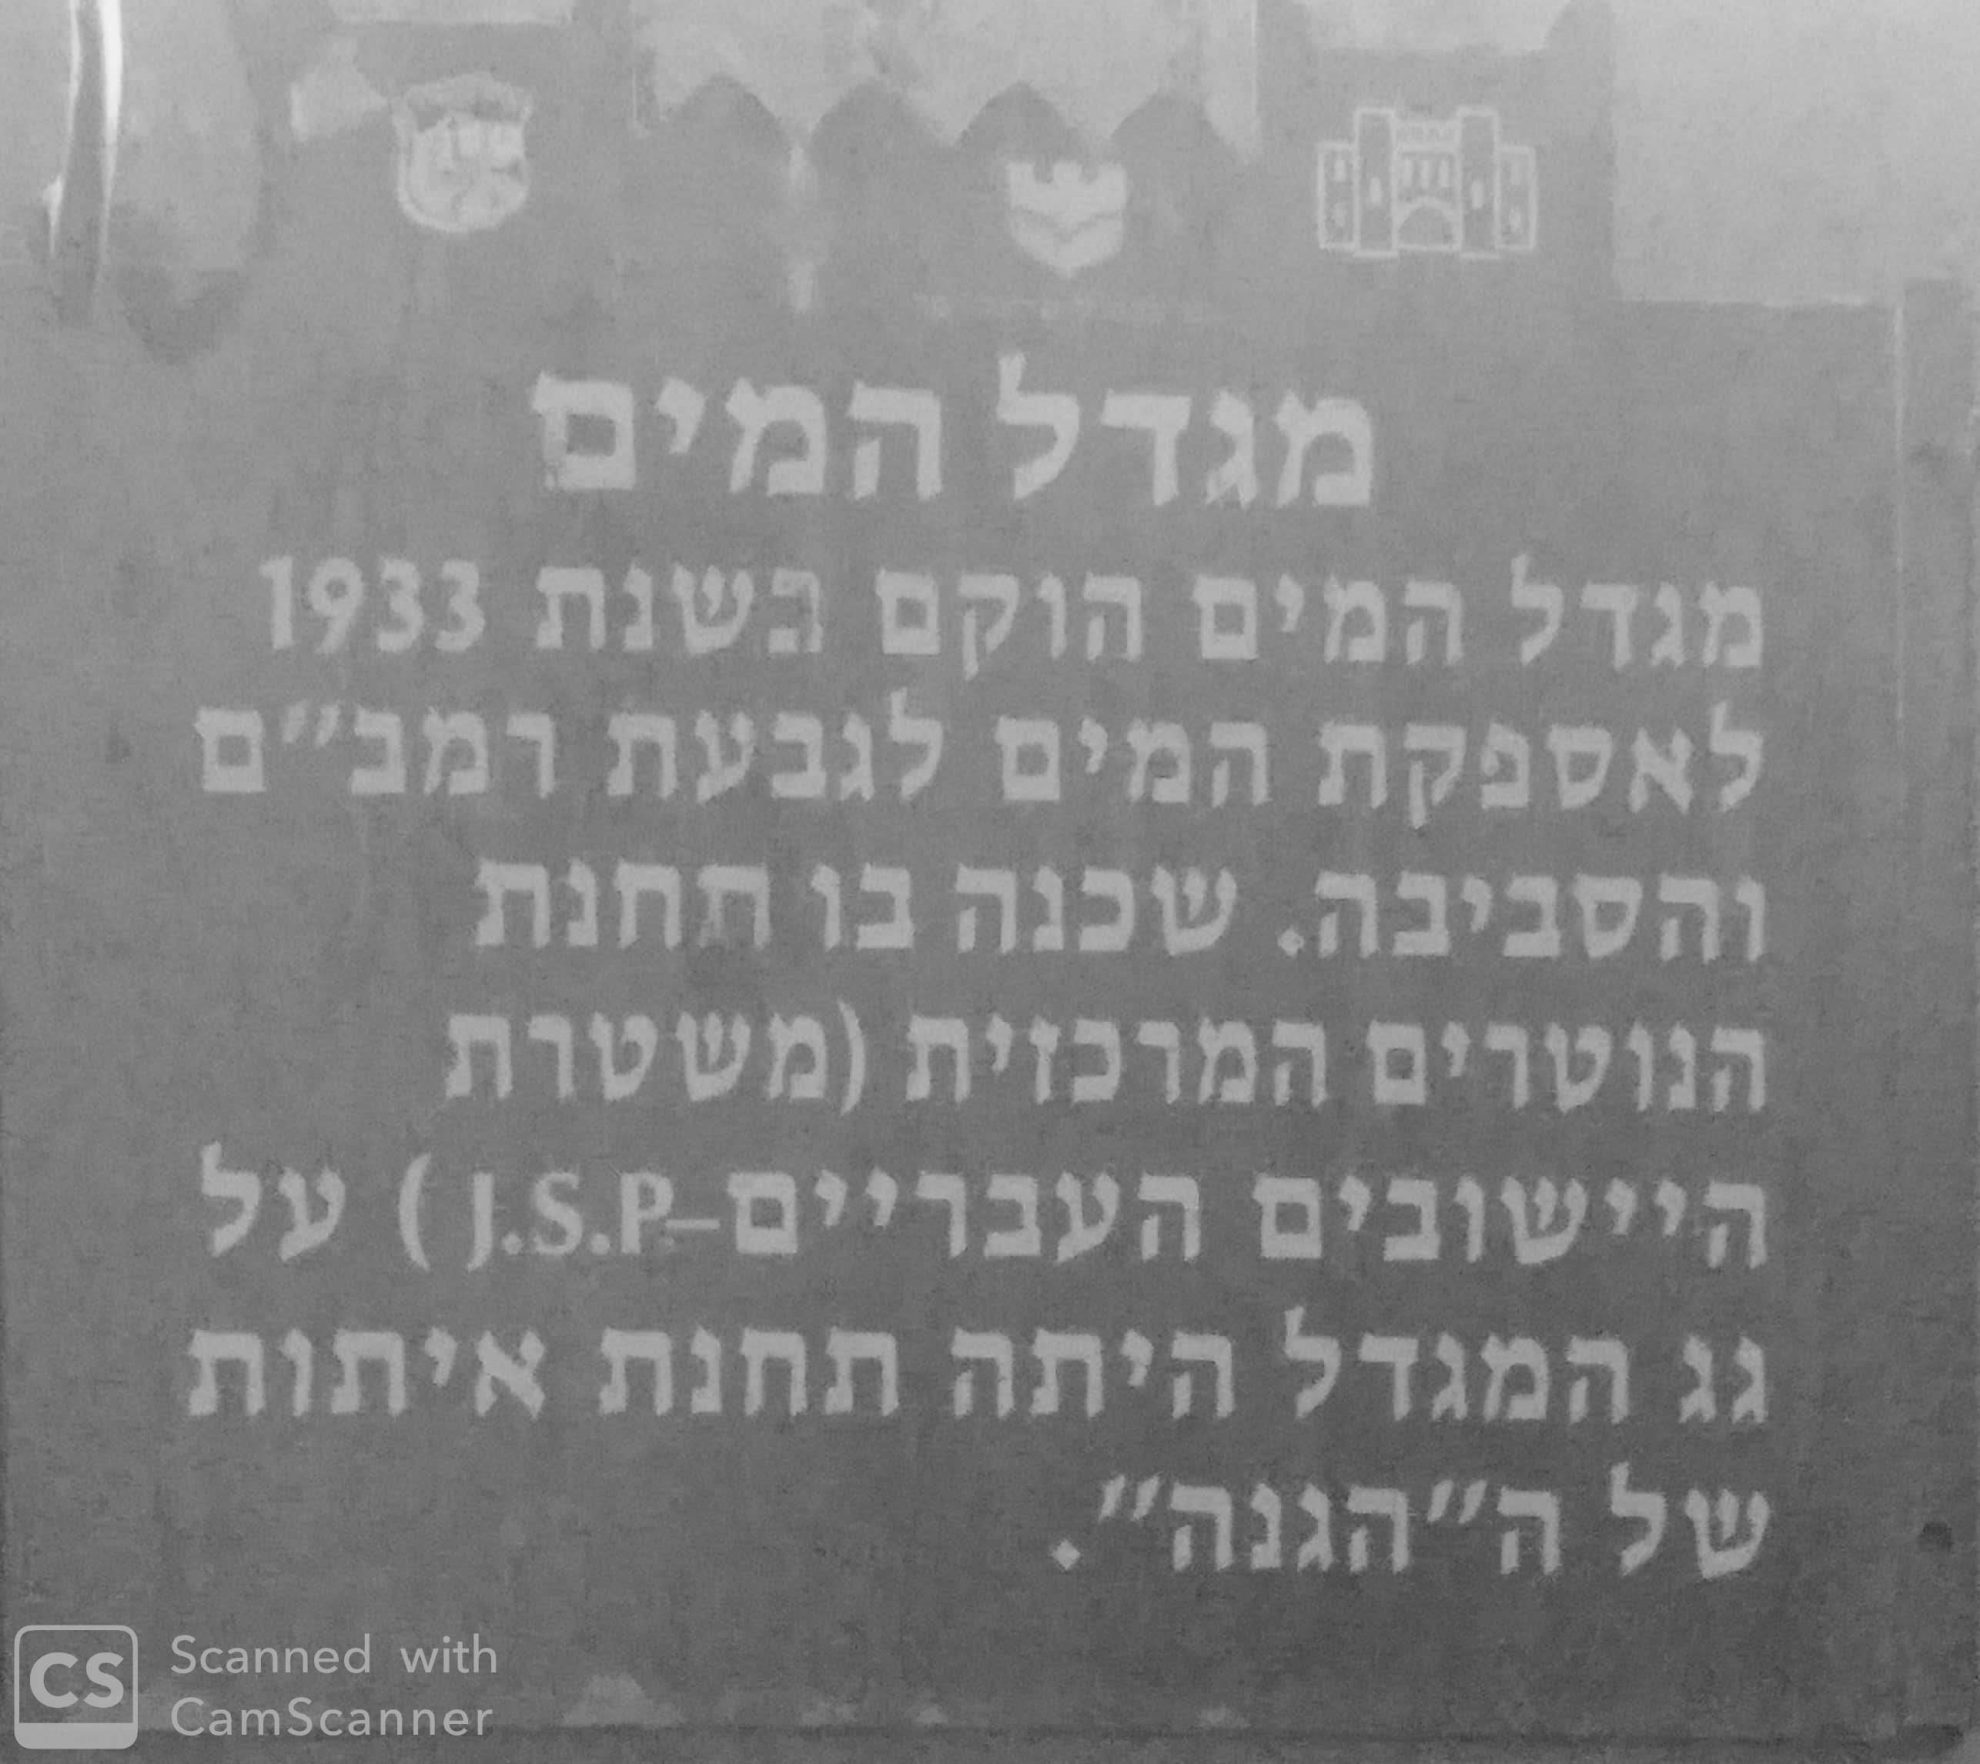 מגדל המים
מגדל המים הוקם בשנת 1933
לאספקת המים לגבעת רמב״ם
והסביבה. שכנה בו תחנת
הנוטרים המרכזית (משטרת
היישובים העבריים-J.S.P ) על
גג המגדל היתה תחנת איתות
של ה״הגנה״.
CS Scanned with
CamScanner